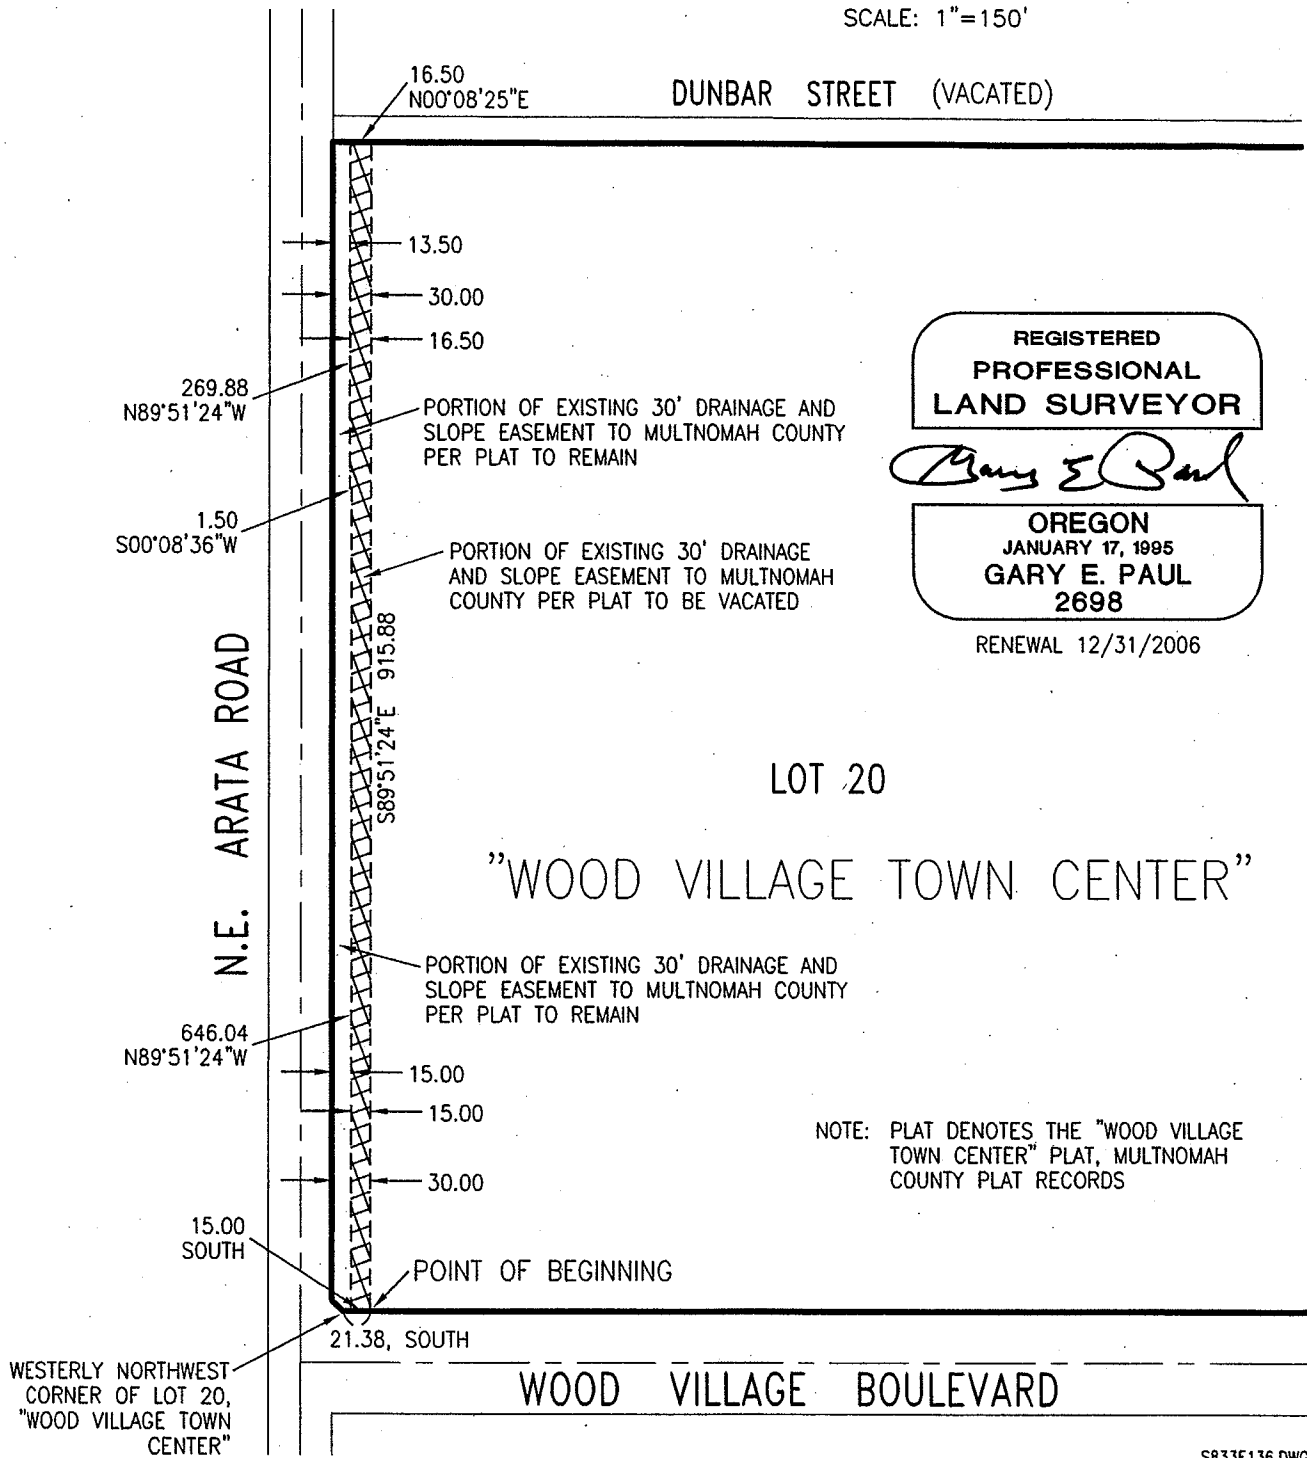 SCALE: 1"=150'
16.50
N00°08'25"E
DUNBAR STREET (VACATED)
13.50
30.00
16.50
269.88
N89°51'24"W
PORTION OF EXISTING 30' DRAINAGE AND
SLOPE EASEMENT TO MULTNOMAH COUNTY
PER PLAT TO REMAIN
REGISTERED
PROFESSIONAL
LAND SURVEYOR
Gary E Paul
OREGON
JANUARY 17, 1995
GARY E. PAUL
2698
RENEWAL 12/31/2006
1.50
S00°08'36"W
PORTION OF EXISTING 30' DRAINAGE
AND SLOPE EASEMENT TO MULTNOMAH
COUNTY PER PLAT TO BE VACATED
S89°51'24"E 915.88
N.E. ARATA ROAD
LOT 20
"WOOD VILLAGE TOWN CENTER"
PORTION OF EXISTING 30' DRAINAGE AND
SLOPE EASEMENT TO MULTNOMAH COUNTY
PER PLAT TO REMAIN
646.04
N89°51'24"W
15.00
15.00
30.00
NOTE: PLAT DENOTES THE "WOOD VILLAGE
TOWN CENTER" PLAT, MULTNOMAH
COUNTY PLAT RECORDS
15.00
SOUTH
POINT OF BEGINNING
21.38, SOUTH
WESTERLY NORTHWEST
CORNER OF LOT 20,
"WOOD VILLAGE TOWN
CENTER"
WOOD VILLAGE BOULEVARD
S833E136.DWG